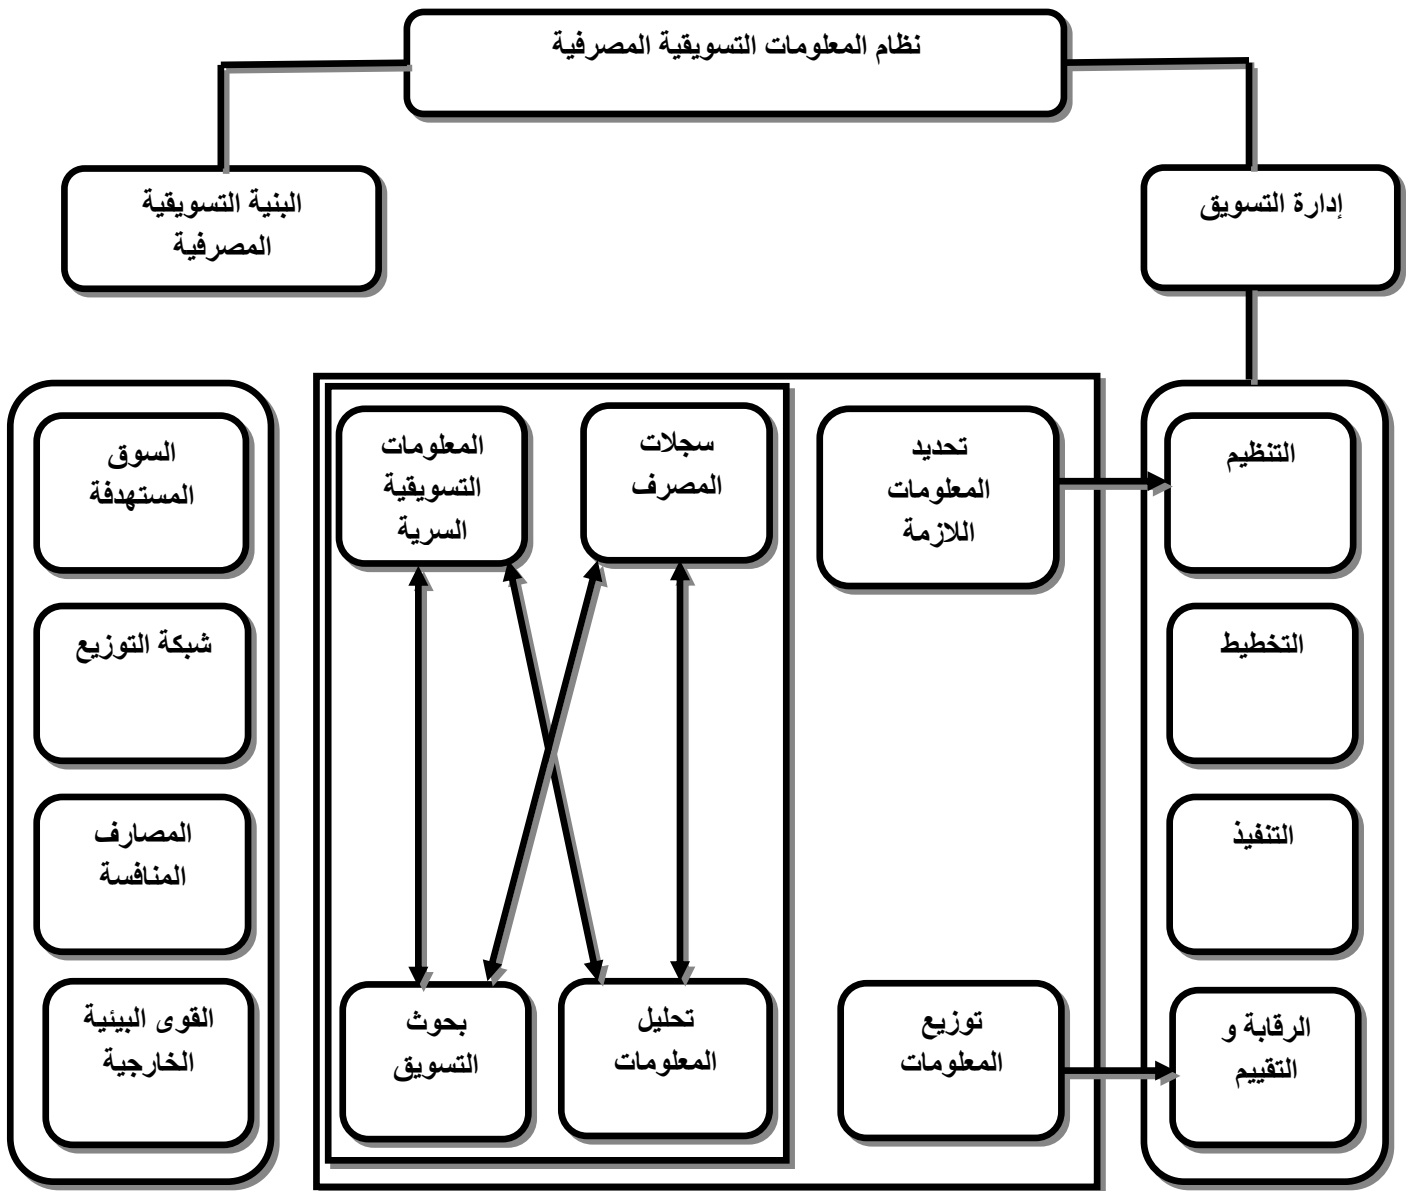 نظام المعلومات التسويقية المصرفية
إدارة التسويق
البنية التسويقية
المصرفية
التنظيم
التخطيط
التنفيذ
الرقابة و
التقييم
تحديد
المعلومات
اللازمة
توزيع
المعلومات
سجلات
المصرف
المعلومات
التسويقية
السرية
تحليل
المعلومات
بحوث
التسويق
السوق
المستهدفة
شبكة التوزيع
المصارف
المنافسة
القوى البيئية
الخارجية